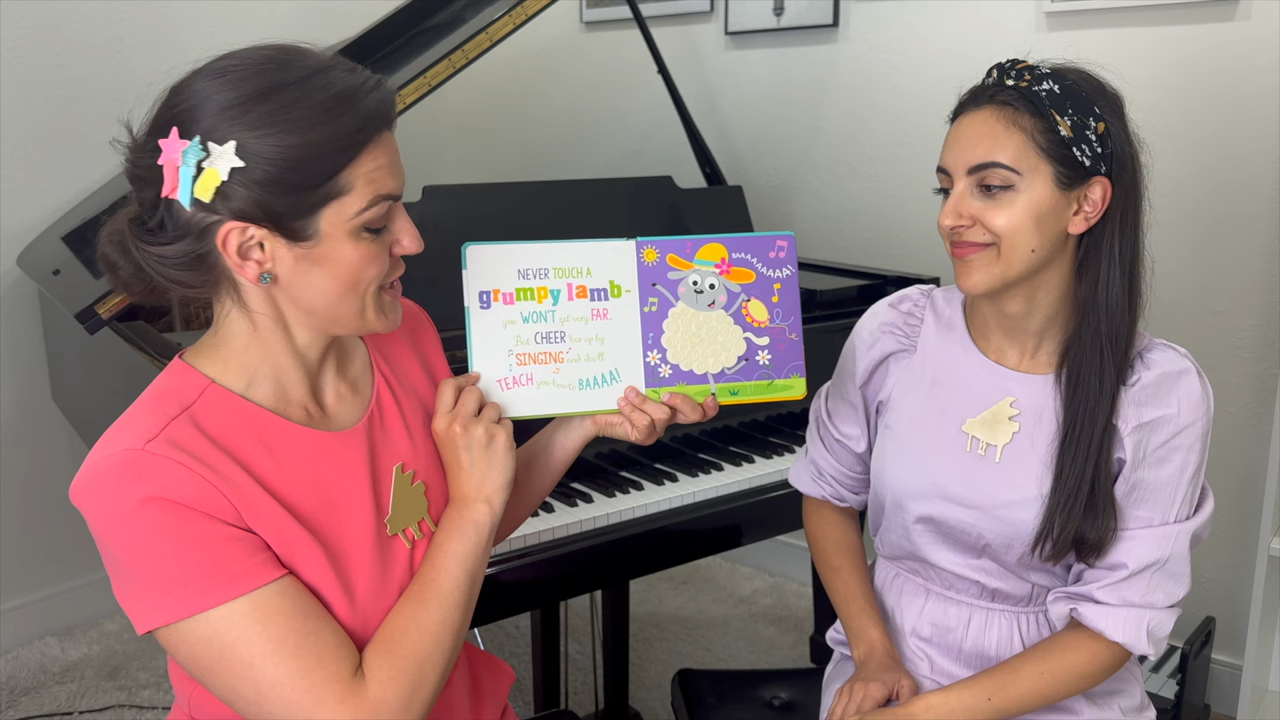 NEVER TOUCH A
grumpy lamb-
you WON'T get very FAR.
But CHEER her up by
SINGING and she'll
TEACH you how to BAAAA!
BAAAAAAAAA!